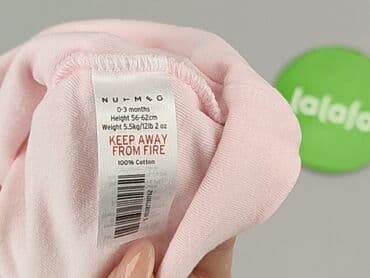 NUTMEG
0-3 months
Height 56-62cm
Weight 5.5kg/12lb 2 oz
KEEP AWAY
FROM FIRE
100% Cotton
lalafo